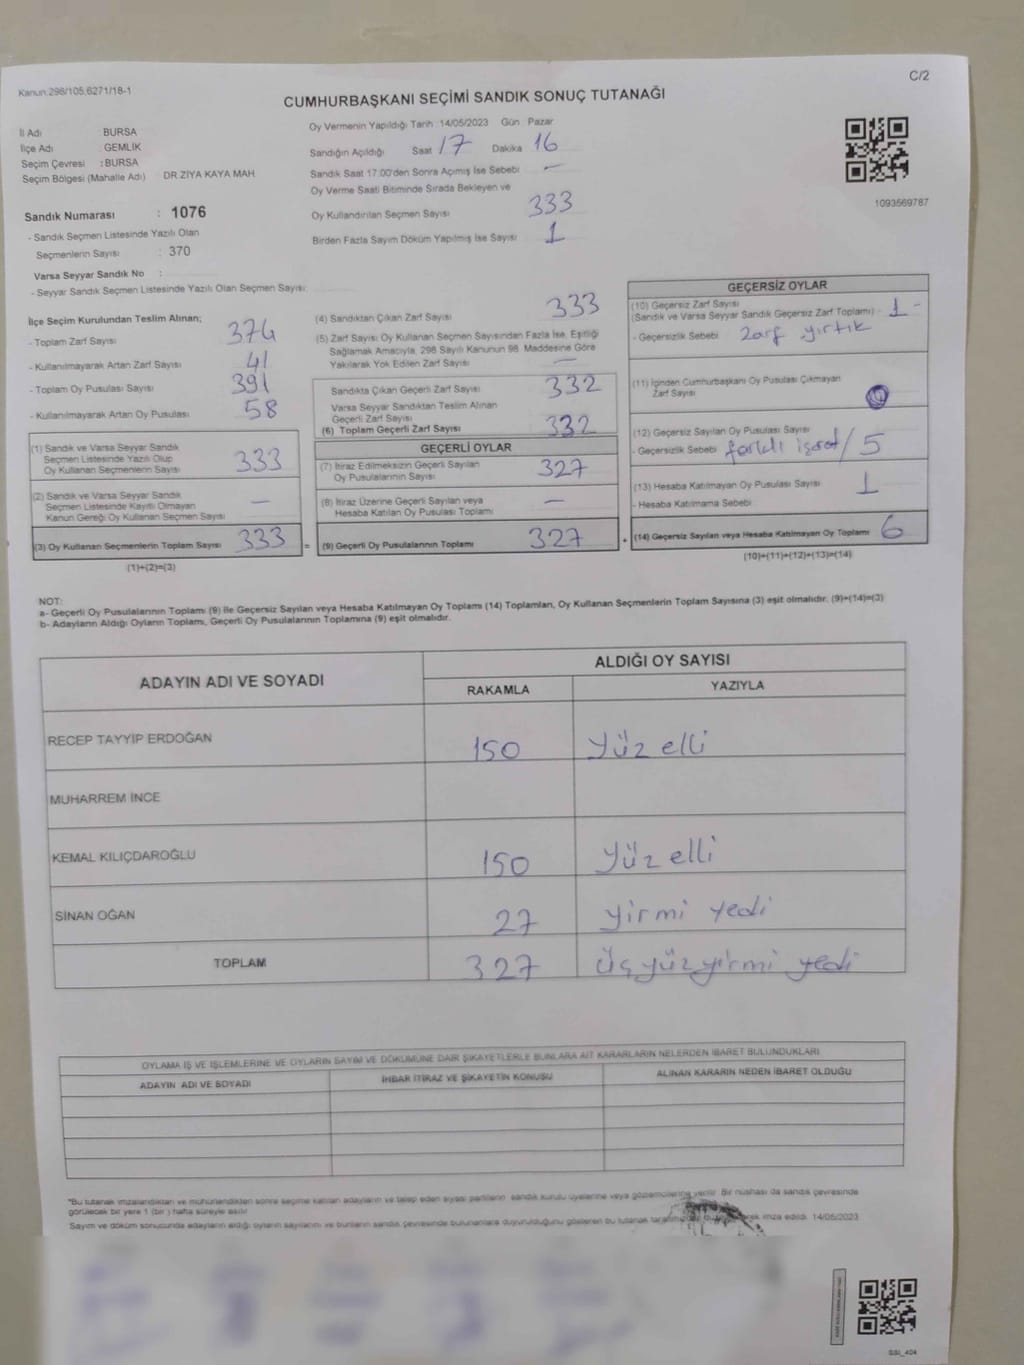 Kanun.298/105,6271/18-1
C/2
CUMHURBAŞKANI SEÇİMİ SANDIK SONUÇ TUTANAĞI
İl Adı : BURSA
İlçe Adı : GEMLİK
Seçim Çevresi : BURSA
Seçim Bölgesi (Mahalle Adı) DR.ZİYA KAYA MAH.
Sandık Numarası : 1076
- Sandık Seçmen Listesinde Yazılı Olan
Seçmenlerin Sayısı : 370
Varsa Seyyar Sandık No :
- Seyyar Sandık Seçmen Listesinde Yazılı Olan Seçmen Sayısı:
Oy Vermenin Yapıldığı Tarih :14/05/2023 Gün Pazar
Sandığın Açıldığı Saat 17 Dakika 16
Sandık Saat 17:00'den Sonra Açımış İse Sebebi —
Oy Verme Saati Bitiminde Sırada Bekleyen ve
Oy Kullandırılan Seçmen Sayısı 333
Birden Fazla Sayım Döküm Yapılmış İse Sayısı 1
1093569787
İlçe Seçim Kurulundan Teslim Alınan;
- Toplam Zarf Sayısı 374
- Kullanılmayarak Artan Zarf Sayısı 41
- Toplam Oy Pusulası Sayısı 391
- Kullanılmayarak Artan Oy Pusulası 58
(1) Sandık ve Varsa Seyyar Sandık
Seçmen Listesinde Yazılı Olup
Oy Kullanan Seçmenlerin Sayısı 333
(2) Sandık ve Varsa Seyyar Sandık
Seçmen Listesinde Kayıtlı Olmayan
Kanun Gereği Oy Kullanan Seçmen Sayısı —
(3) Oy Kullanan Seçmenlerin Toplam Sayısı 333 =
(1)+(2)=(3)
(4) Sandıktan Çıkan Zarf Sayısı 333
(5) Zarf Sayısı Oy Kullanan Seçmen Sayısından Fazla İse, Eşitliği
Sağlamak Amacıyla, 298 Sayılı Kanunun 98. Maddesine Göre
Yakılarak Yok Edilen Zarf Sayısı —
Sandıkta Çıkan Geçerli Zarf Sayısı 332
Varsa Seyyar Sandıktan Teslim Alınan
Geçerli Zarf Sayısı
(6) Toplam Geçerli Zarf Sayısı 332
GEÇERLİ OYLAR
(7) İtiraz Edilmeksizin Geçerli Sayılan
Oy Pusulalarının Sayısı 327
(8) İtiraz Üzerine Geçerli Sayılan veya
Hesaba Katılan Oy Pusulası Toplamı —
(9) Geçerli Oy Pusulalarının Toplamı 327 +
GEÇERSİZ OYLAR
(10) Geçersiz Zarf Sayısı
(Sandık ve Varsa Seyyar Sandık Geçersiz Zarf Toplamı) - 1 -
- Geçersizlik Sebebi zarf yırtık
(11) İçinden Cumhurbaşkanı Oy Pusulası Çıkmayan
Zarf Sayısı
(12) Geçersiz Sayılan Oy Pusulası Sayısı
- Geçersizlik Sebebi farklı işaret / 5
(13) Hesaba Katılmayan Oy Pusulası Sayısı 1
- Hesaba Katılmama Sebebi
(14) Geçersiz Sayılan veya Hesaba Katılmayan Oy Toplamı 6
(10)+(11)+(12)+(13)=(14)
NOT:
a- Geçerli Oy Pusulalarının Toplamı (9) ile Geçersiz Sayılan veya Hesaba Katılmayan Oy Toplamı (14) Toplamları, Oy Kullanan Seçmenlerin Toplam Sayısına (3) eşit olmalıdır. (9)+(14)=(3)
b- Adayların Aldığı Oyların Toplamı, Geçerli Oy Pusulalarının Toplamına (9) eşit olmalıdır.
ADAYIN ADI VE SOYADI
ALDIĞI OY SAYISI
RAKAMLA YAZIYLA
RECEP TAYYİP ERDOĞAN 150 yüz elli
MUHARREM İNCE
KEMAL KILIÇDAROĞLU 150 yüz elli
SİNAN OĞAN 27 yirmi yedi
TOPLAM 327 üçyüzyirmi yedi
OYLAMA İŞ VE İŞLEMLERİNE VE OYLARIN SAYIM VE DÖKÜMÜNE DAİR ŞİKAYETLERLE BUNLARA AİT KARARLARIN NELERDEN İBARET BULUNDUKLARI
ADAYIN ADI VE SOYADI İHBAR İTİRAZ VE ŞİKAYETİN KONUSU ALINAN KARARIN NEDEN İBARET OLDUĞU
*Bu tutanak imzalandıktan ve mühürlendikten sonra seçime katılan adayların ve talep eden siyasi partilerin sandık kurulu üyelerine veya gözlemcilerine verilir. Bir nüshası da sandık çevresinde
görülecek bir yere 1 (bir) hafta süreyle asılır
Sayım ve döküm sonucunda adayların aldığı oyların sayılarını ve bunların sandık çevresinde bulunanlara duyurulduğunu gösteren bu tutanak imza edildi. 14/05/2023
SSI_404